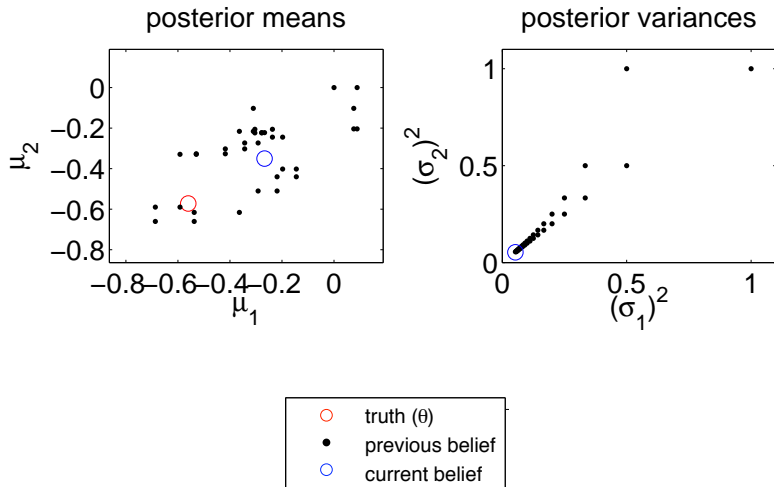 posterior means
0
−0.2
−0.4
−0.6
−0.8
μ2
−0.8 −0.6 −0.4 −0.2 0
μ1
posterior variances
1
0.5
0
(σ2)2
0 0.5 1
(σ1)2
truth (θ)
previous belief
current belief